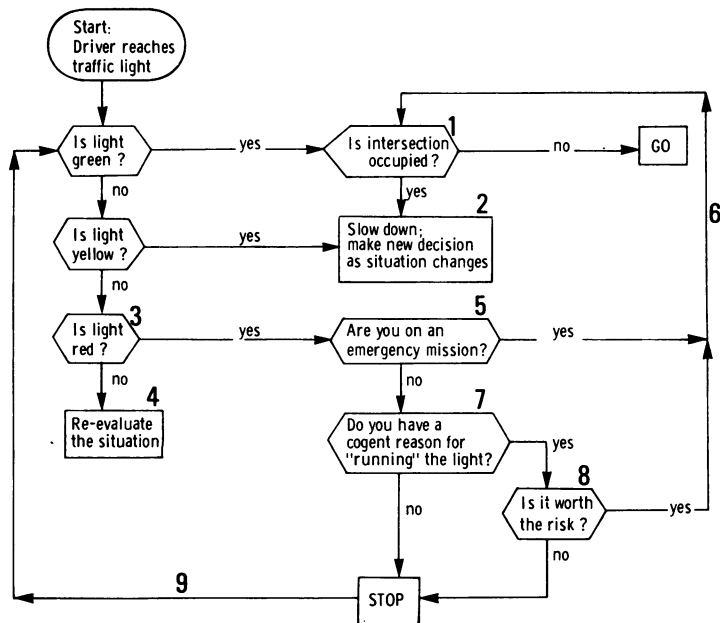 Start:
Driver reaches
traffic light
Is light
green ?
yes
1
Is intersection
occupied ?
no
GO
no
yes
6
Is light
yellow ?
yes
2
Slow down;
make new decision
as situation changes
no
3
Is light
red ?
yes
5
Are you on an
emergency mission?
yes
no
no
4
Re-evaluate
the situation
7
Do you have a
cogent reason for
"running" the light?
yes
8
Is it worth
the risk ?
yes
no
no
9
STOP